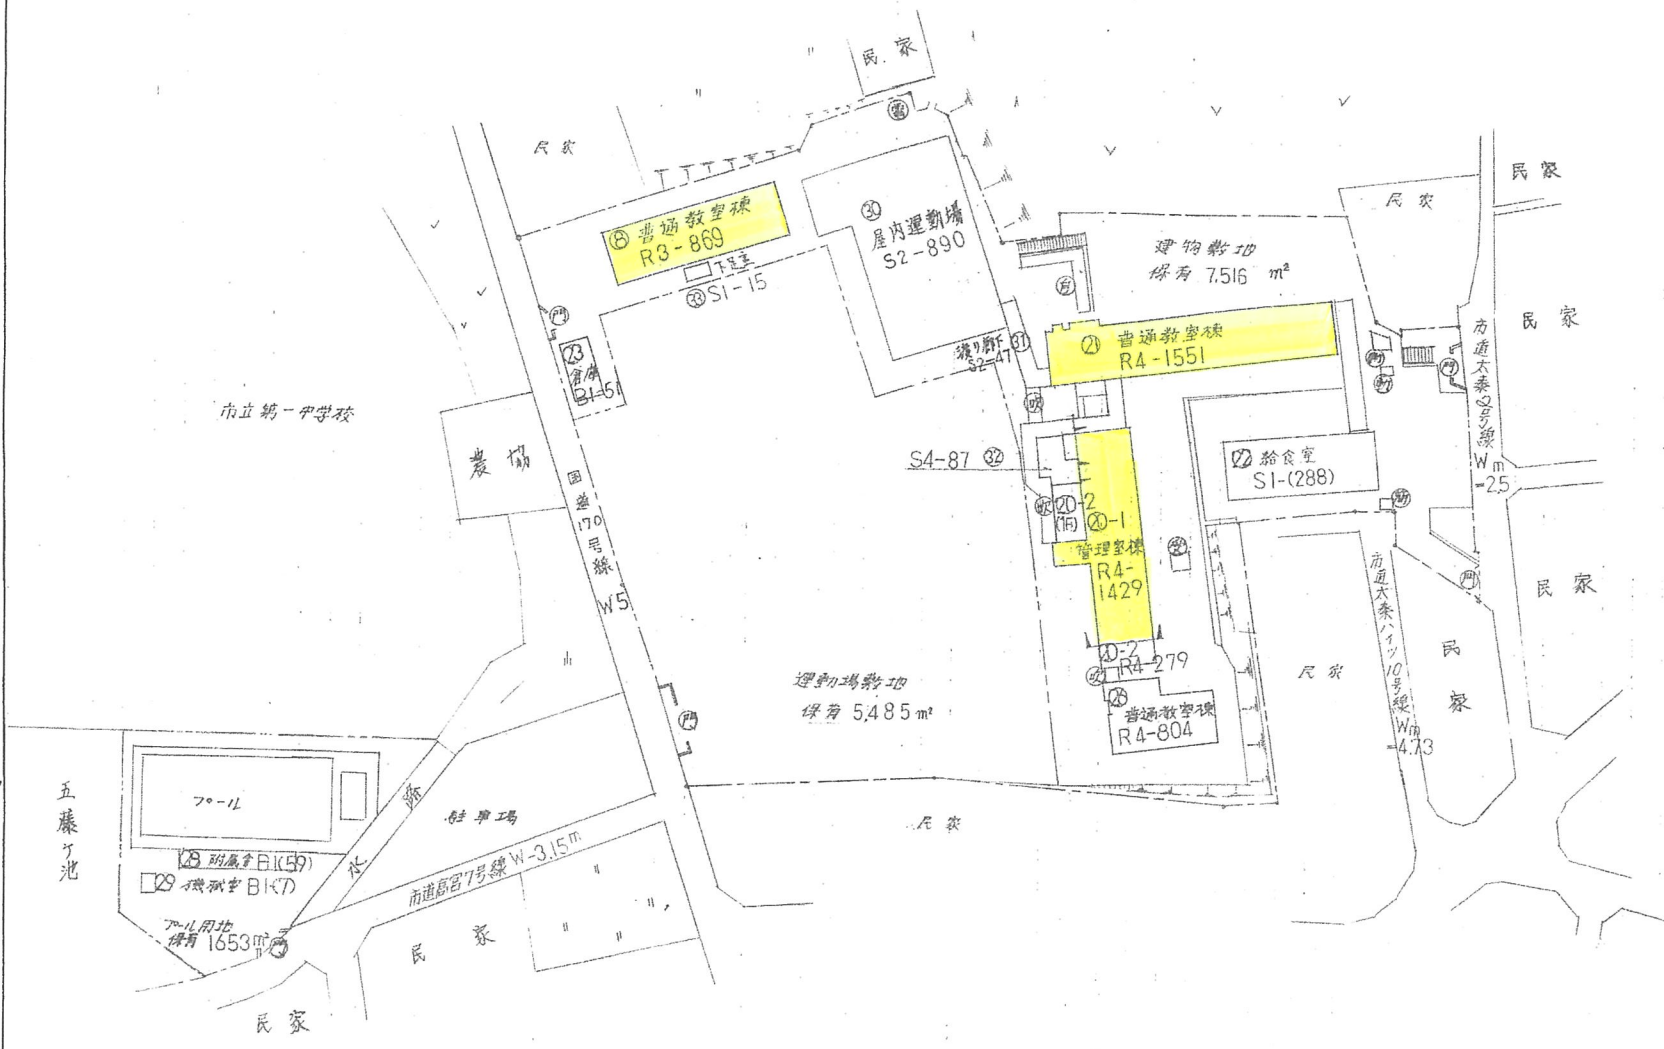 民家
民家
⑧ 普通教室棟
R3-869
下足室
㉝ S1-15
㉚
屋内運動場
S2-890
建物敷地
保有 7,516 m²
民家
民家
民家
門
㉓
倉庫
B1-51
渡り廊下 ㉛
S2-47
㉑ 普通教室棟
R4-1551
市道太秦2号線
Wm
=2.5
門
市立第一中学校
農協
国道170号線
W5
S4-87 ㉜
㉒ 給食室
S1-(288)
⑳-2
(1F)
⑳-1
管理室棟
R4-
1429
門
民家
市道太秦ハイツ10号線
Wm
=4.73
民家
民家
R4-279
㉖
普通教室棟
R4-804
運動場敷地
保有 5,485m²
門
五藤ケ池
プール
水路
駐車場
民家
28 附属舎 B1(59)
29 機械室 B1(7)
市道高宮7号線 W-3.15m
プール用地
保有 1653m²
門
民家
民家